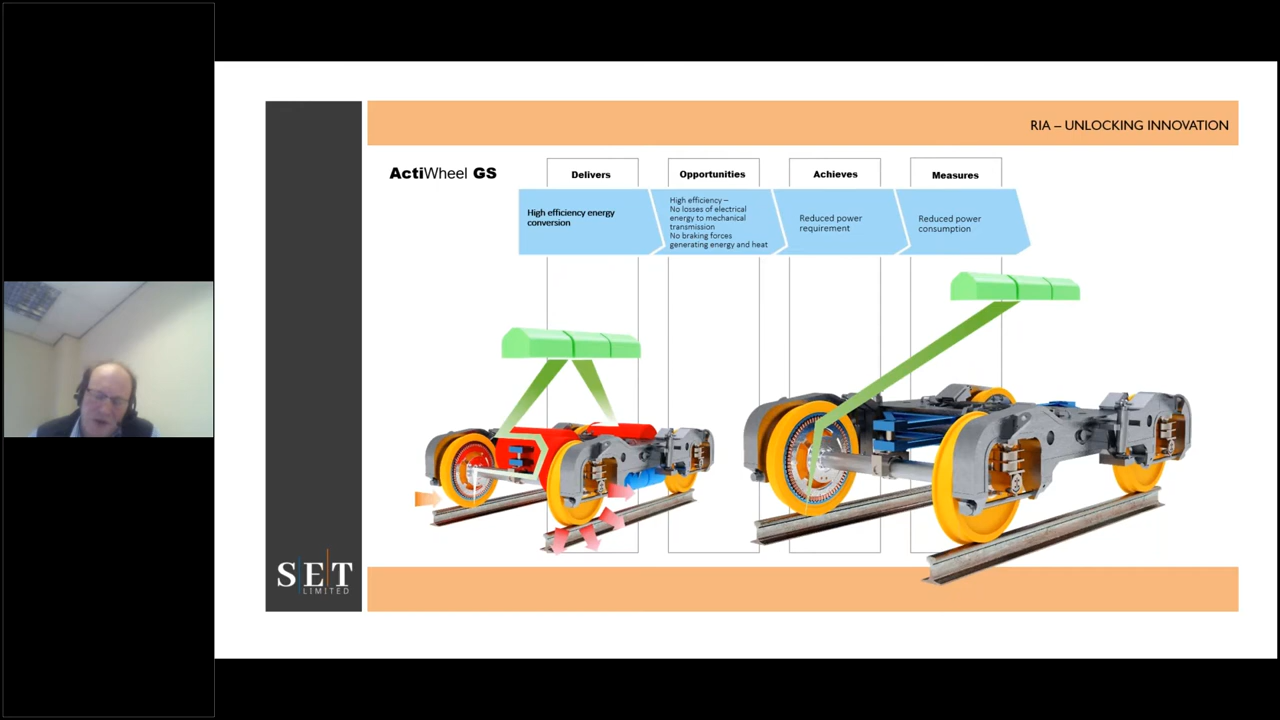 RIA – UNLOCKING INNOVATION
ActiWheel GS
Delivers
Opportunities
Achieves
Measures
High efficiency energy
conversion
High efficiency –
No losses of electrical
energy to mechanical
transmission
No braking forces
generating energy and heat
Reduced power
requirement
Reduced power
consumption
SET
LIMITED